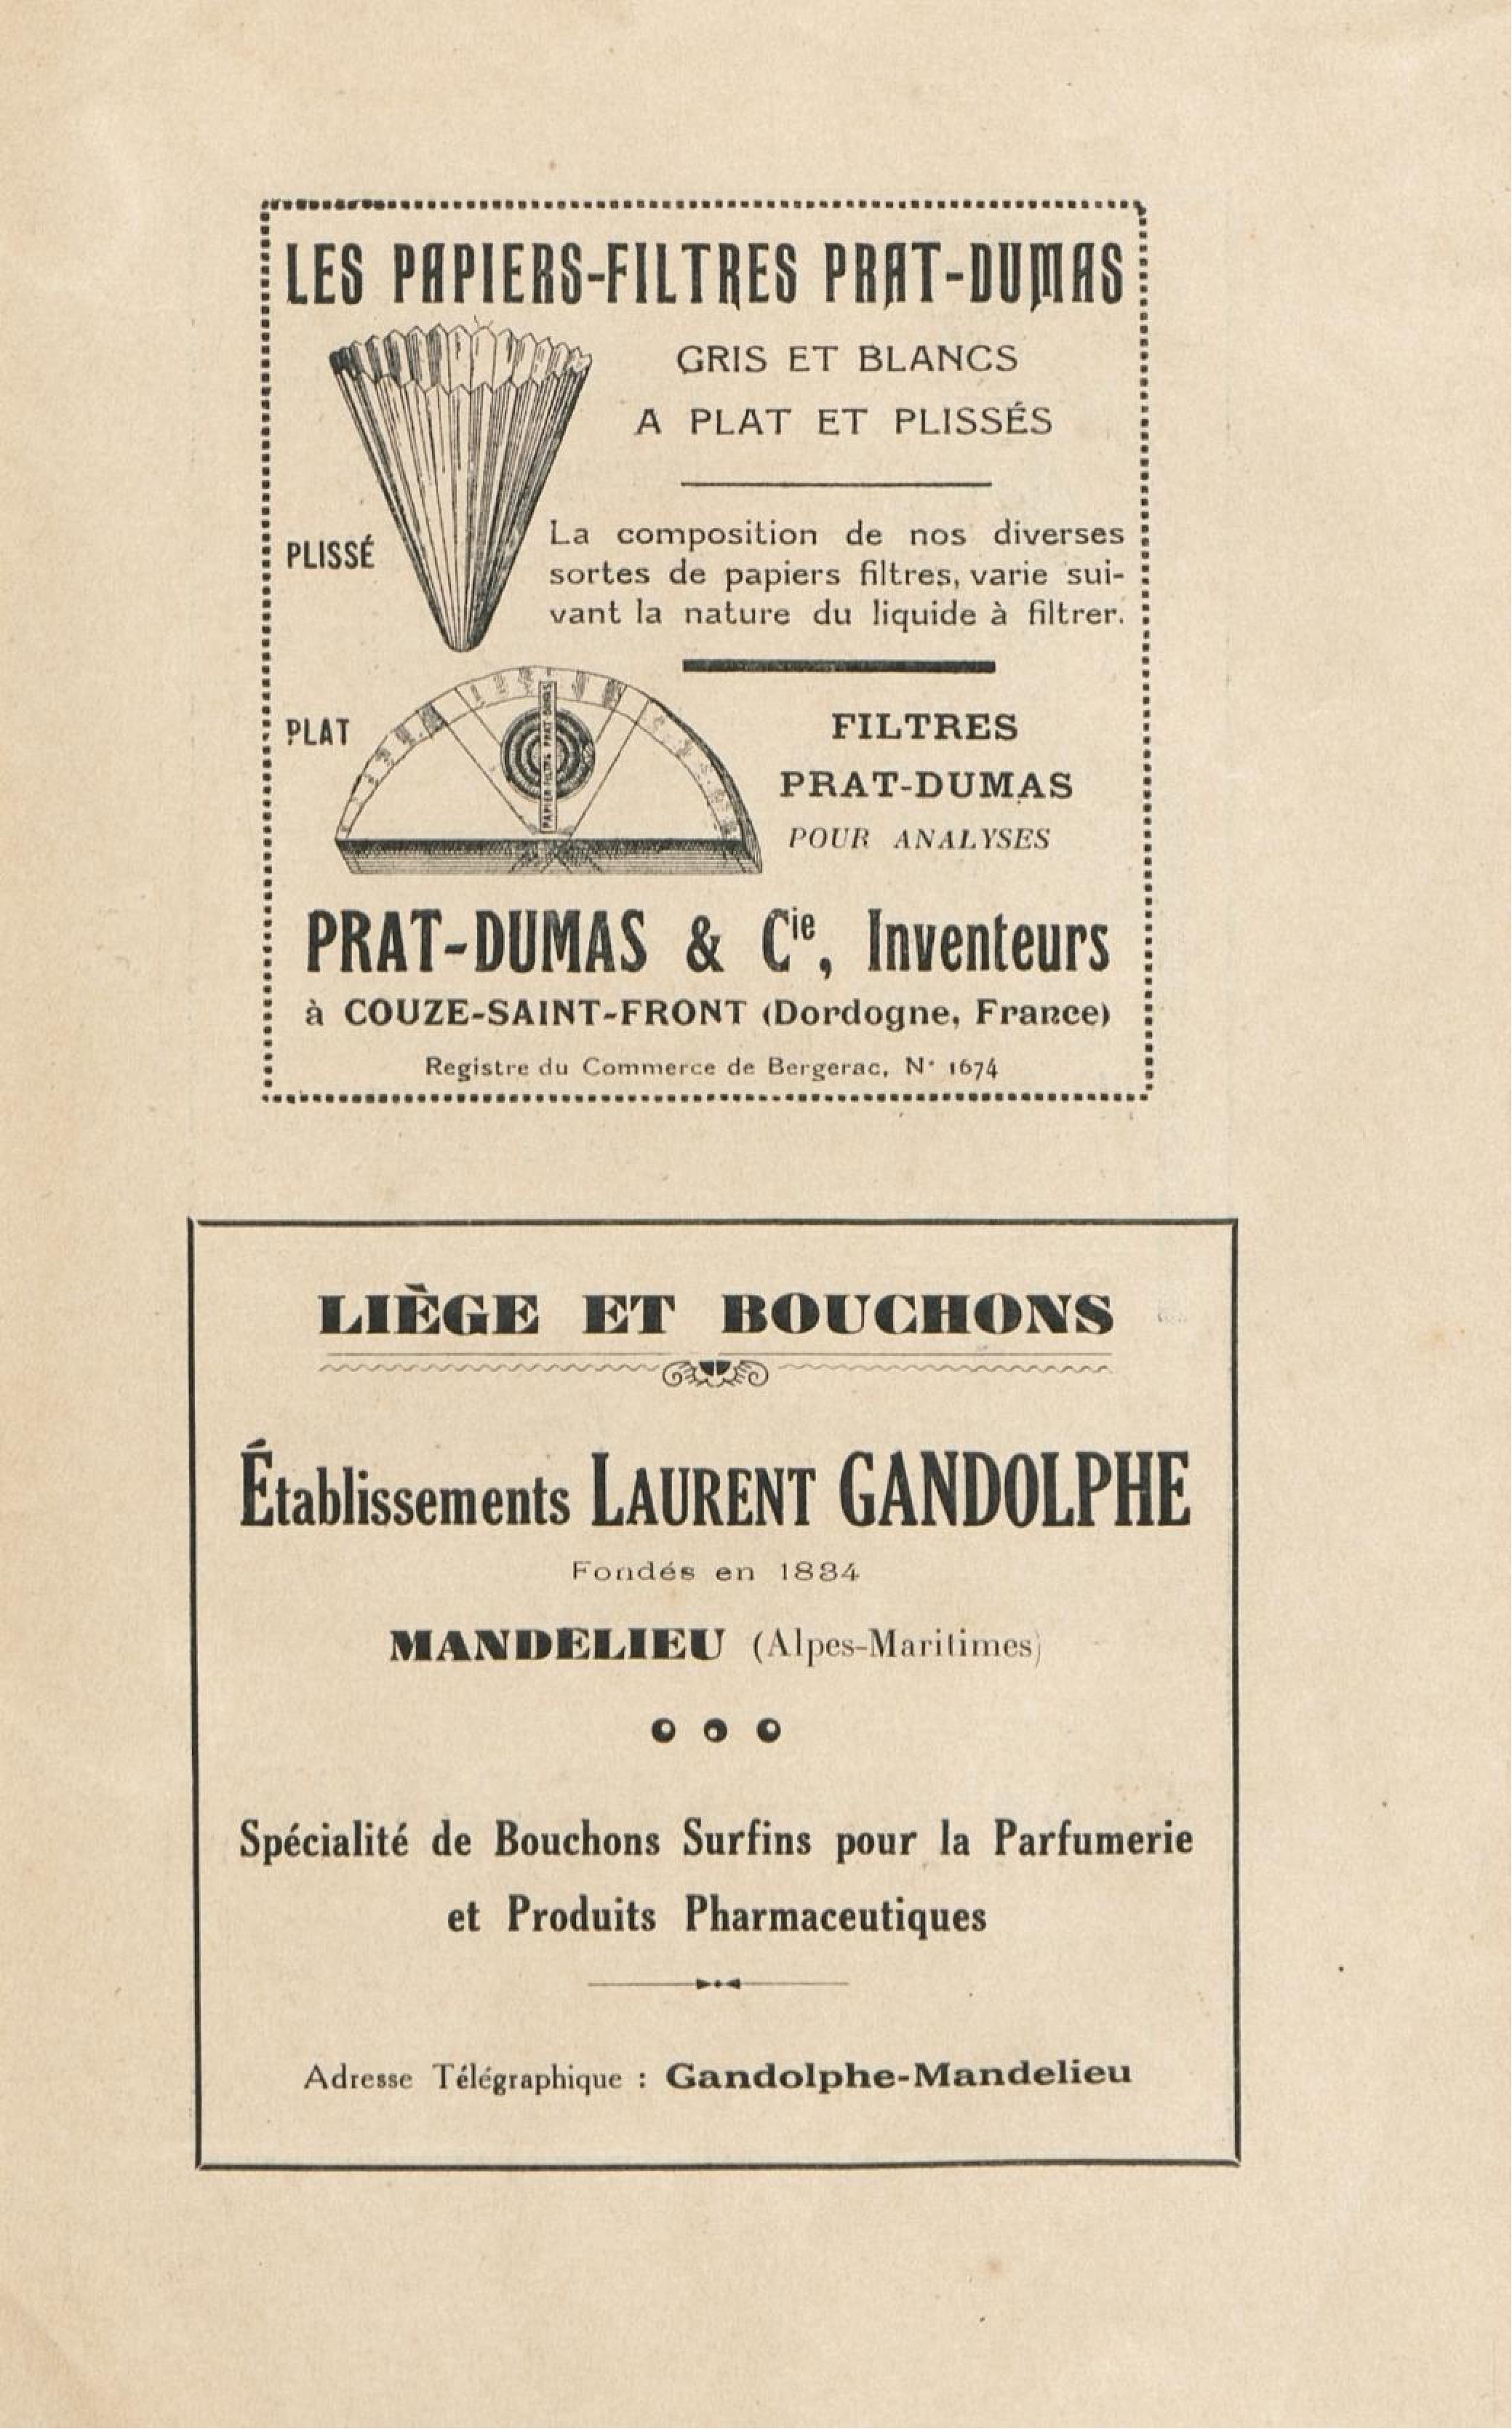 LES PAPIERS-FILTRES PRAT-DUMAS
GRIS ET BLANCS
A PLAT ET PLISSÉS
PLISSÉ
La composition de nos diverses
sortes de papiers filtres, varie sui-
vant la nature du liquide à filtrer.
PLAT
PAPIER-FILTRE PRAT-DUMAS
FILTRES
PRAT-DUMAS
POUR ANALYSES
PRAT-DUMAS & Cie, Inventeurs
à COUZE-SAINT-FRONT (Dordogne, France)
Registre du Commerce de Bergerac, N° 1674
LIÈGE ET BOUCHONS
Établissements LAURENT GANDOLPHE
Fondés en 1884
MANDELIEU (Alpes-Maritimes)
Spécialité de Bouchons Surfins pour la Parfumerie
et Produits Pharmaceutiques
Adresse Télégraphique : Gandolphe-Mandelieu